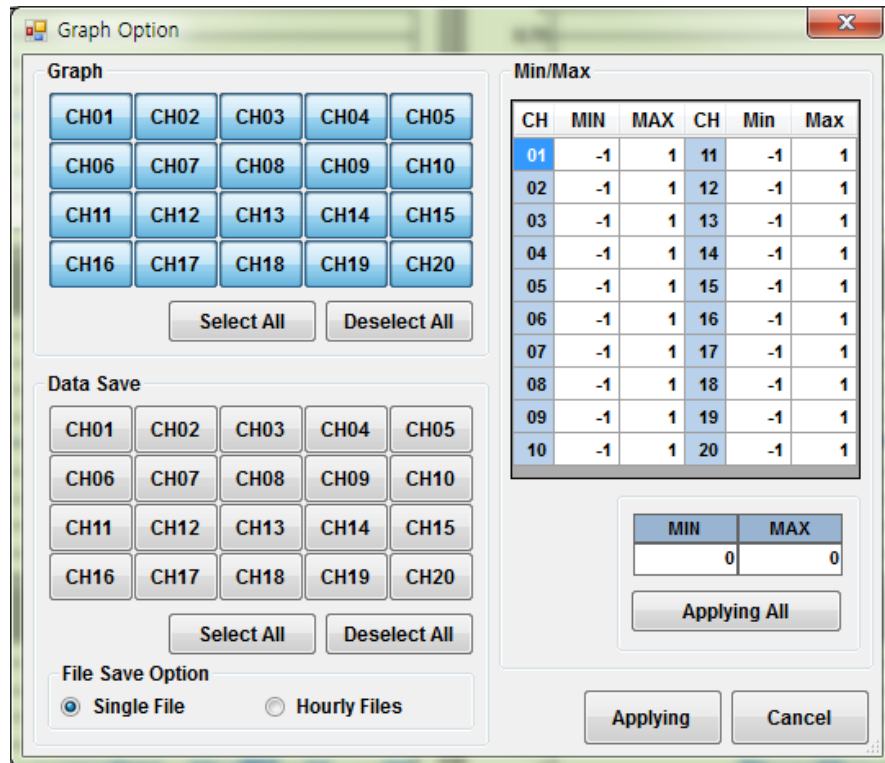 Graph Option
Graph
CH01 CH02 CH03 CH04 CH05
CH06 CH07 CH08 CH09 CH10
CH11 CH12 CH13 CH14 CH15
CH16 CH17 CH18 CH19 CH20
Select All Deselect All
Data Save
CH01 CH02 CH03 CH04 CH05
CH06 CH07 CH08 CH09 CH10
CH11 CH12 CH13 CH14 CH15
CH16 CH17 CH18 CH19 CH20
Select All Deselect All
File Save Option
Single File Hourly Files
Min/Max
CH MIN MAX CH Min Max
01 -1 1 11 -1 1
02 -1 1 12 -1 1
03 -1 1 13 -1 1
04 -1 1 14 -1 1
05 -1 1 15 -1 1
06 -1 1 16 -1 1
07 -1 1 17 -1 1
08 -1 1 18 -1 1
09 -1 1 19 -1 1
10 -1 1 20 -1 1
MIN MAX
0 0
Applying All
Applying Cancel